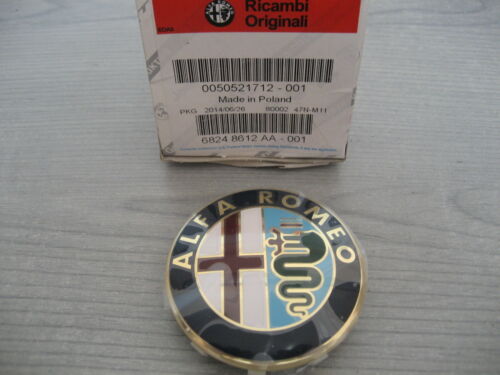 Ricambi
Originali
0050521712 - 001
Made in Poland
PKG 2014/06/26 80002 47N-M11
6824 8612 AA - 001
ALFA ROMEO